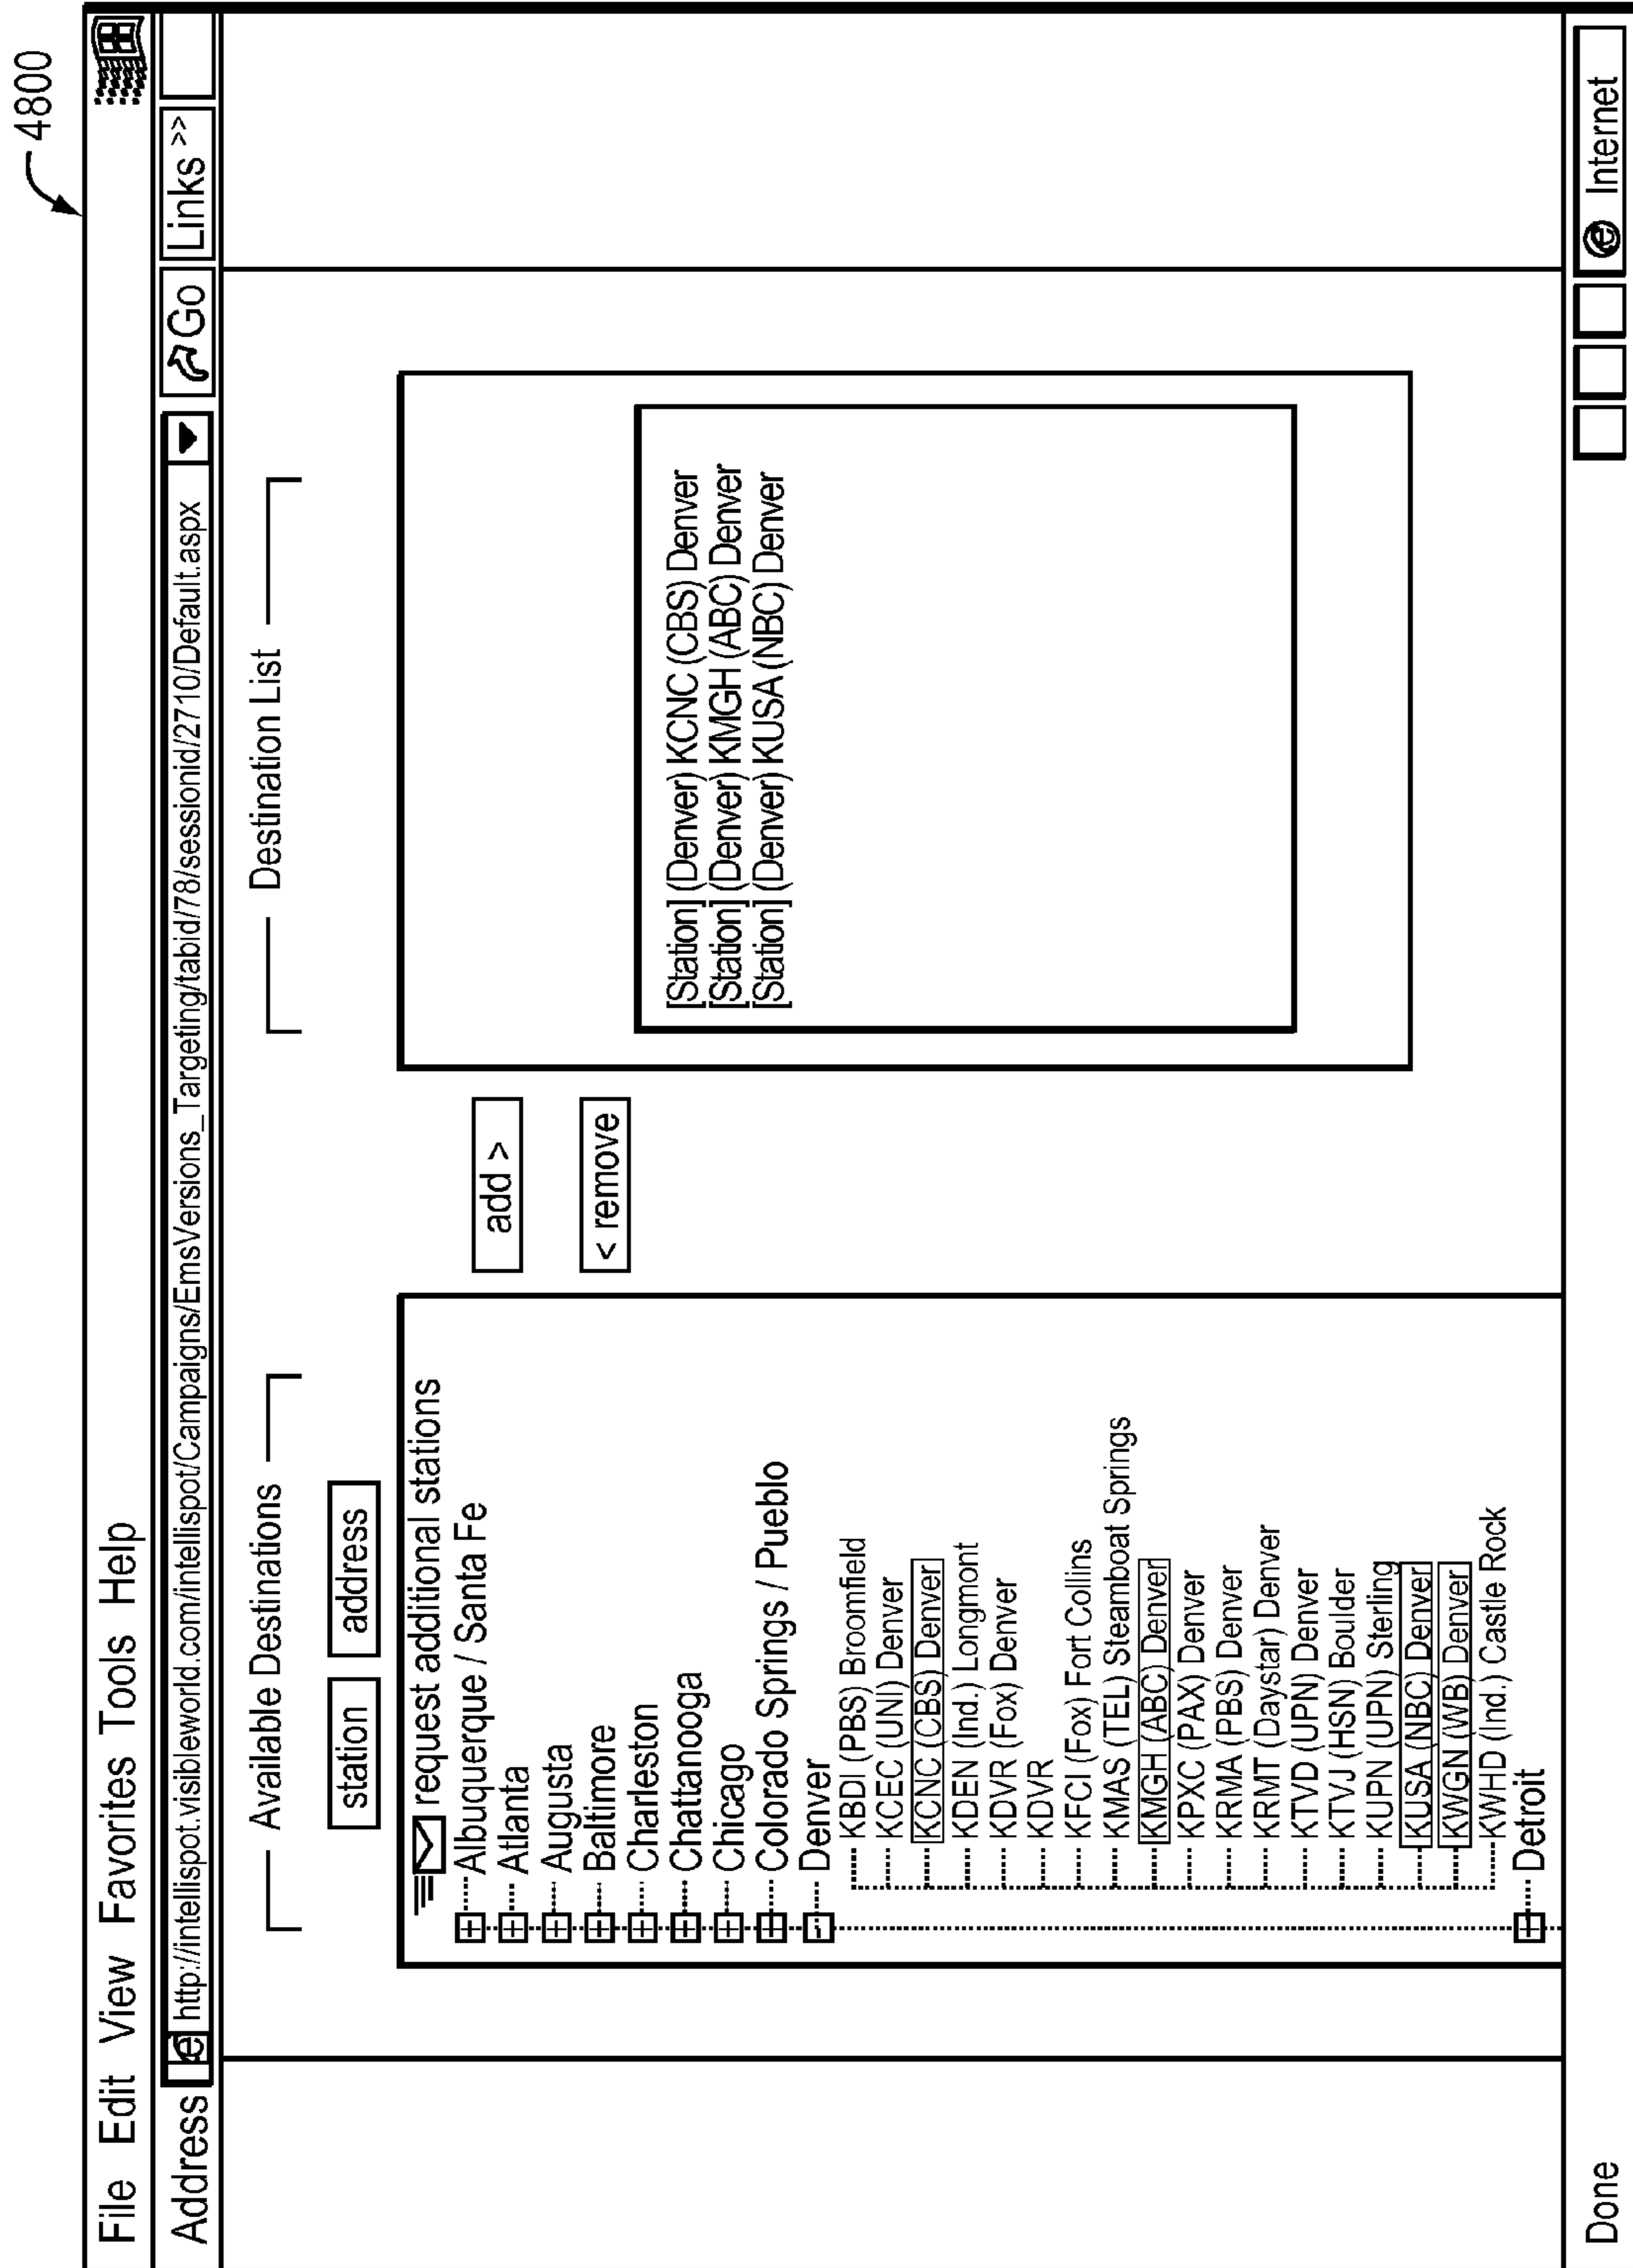 4800
File Edit View Favorites Tools Help
Address http://intellispot.visibleworld.com/intellispot/Campaigns/EmsVersions_Targeting/tabid/78/sessionid/2710/Default.aspx Go Links >>
Available Destinations
station address
request additional stations
Albuquerque / Santa Fe
Atlanta
Augusta
Baltimore
Charleston
Chattanooga
Chicago
Colorado Springs / Pueblo
Denver
KBDI (PBS) Broomfield
KCEC (UNI) Denver
KCNC (CBS) Denver
KDEN (Ind.) Longmont
KDVR (Fox) Denver
KDVR
KFCI (Fox) Fort Collins
KMAS (TEL) Steamboat Springs
KMGH (ABC) Denver
KPXC (PAX) Denver
KRMA (PBS) Denver
KRMT (Daystar) Denver
KTVD (UPN) Denver
KTVJ (HSN) Boulder
KUPN (UPN) Sterling
KUSA (NBC) Denver
KWGN (WB) Denver
KWHD (Ind.) Castle Rock
Detroit
add >
< remove
Destination List
[Station] (Denver) KCNC (CBS) Denver
[Station] (Denver) KMGH (ABC) Denver
[Station] (Denver) KUSA (NBC) Denver
Done
Internet